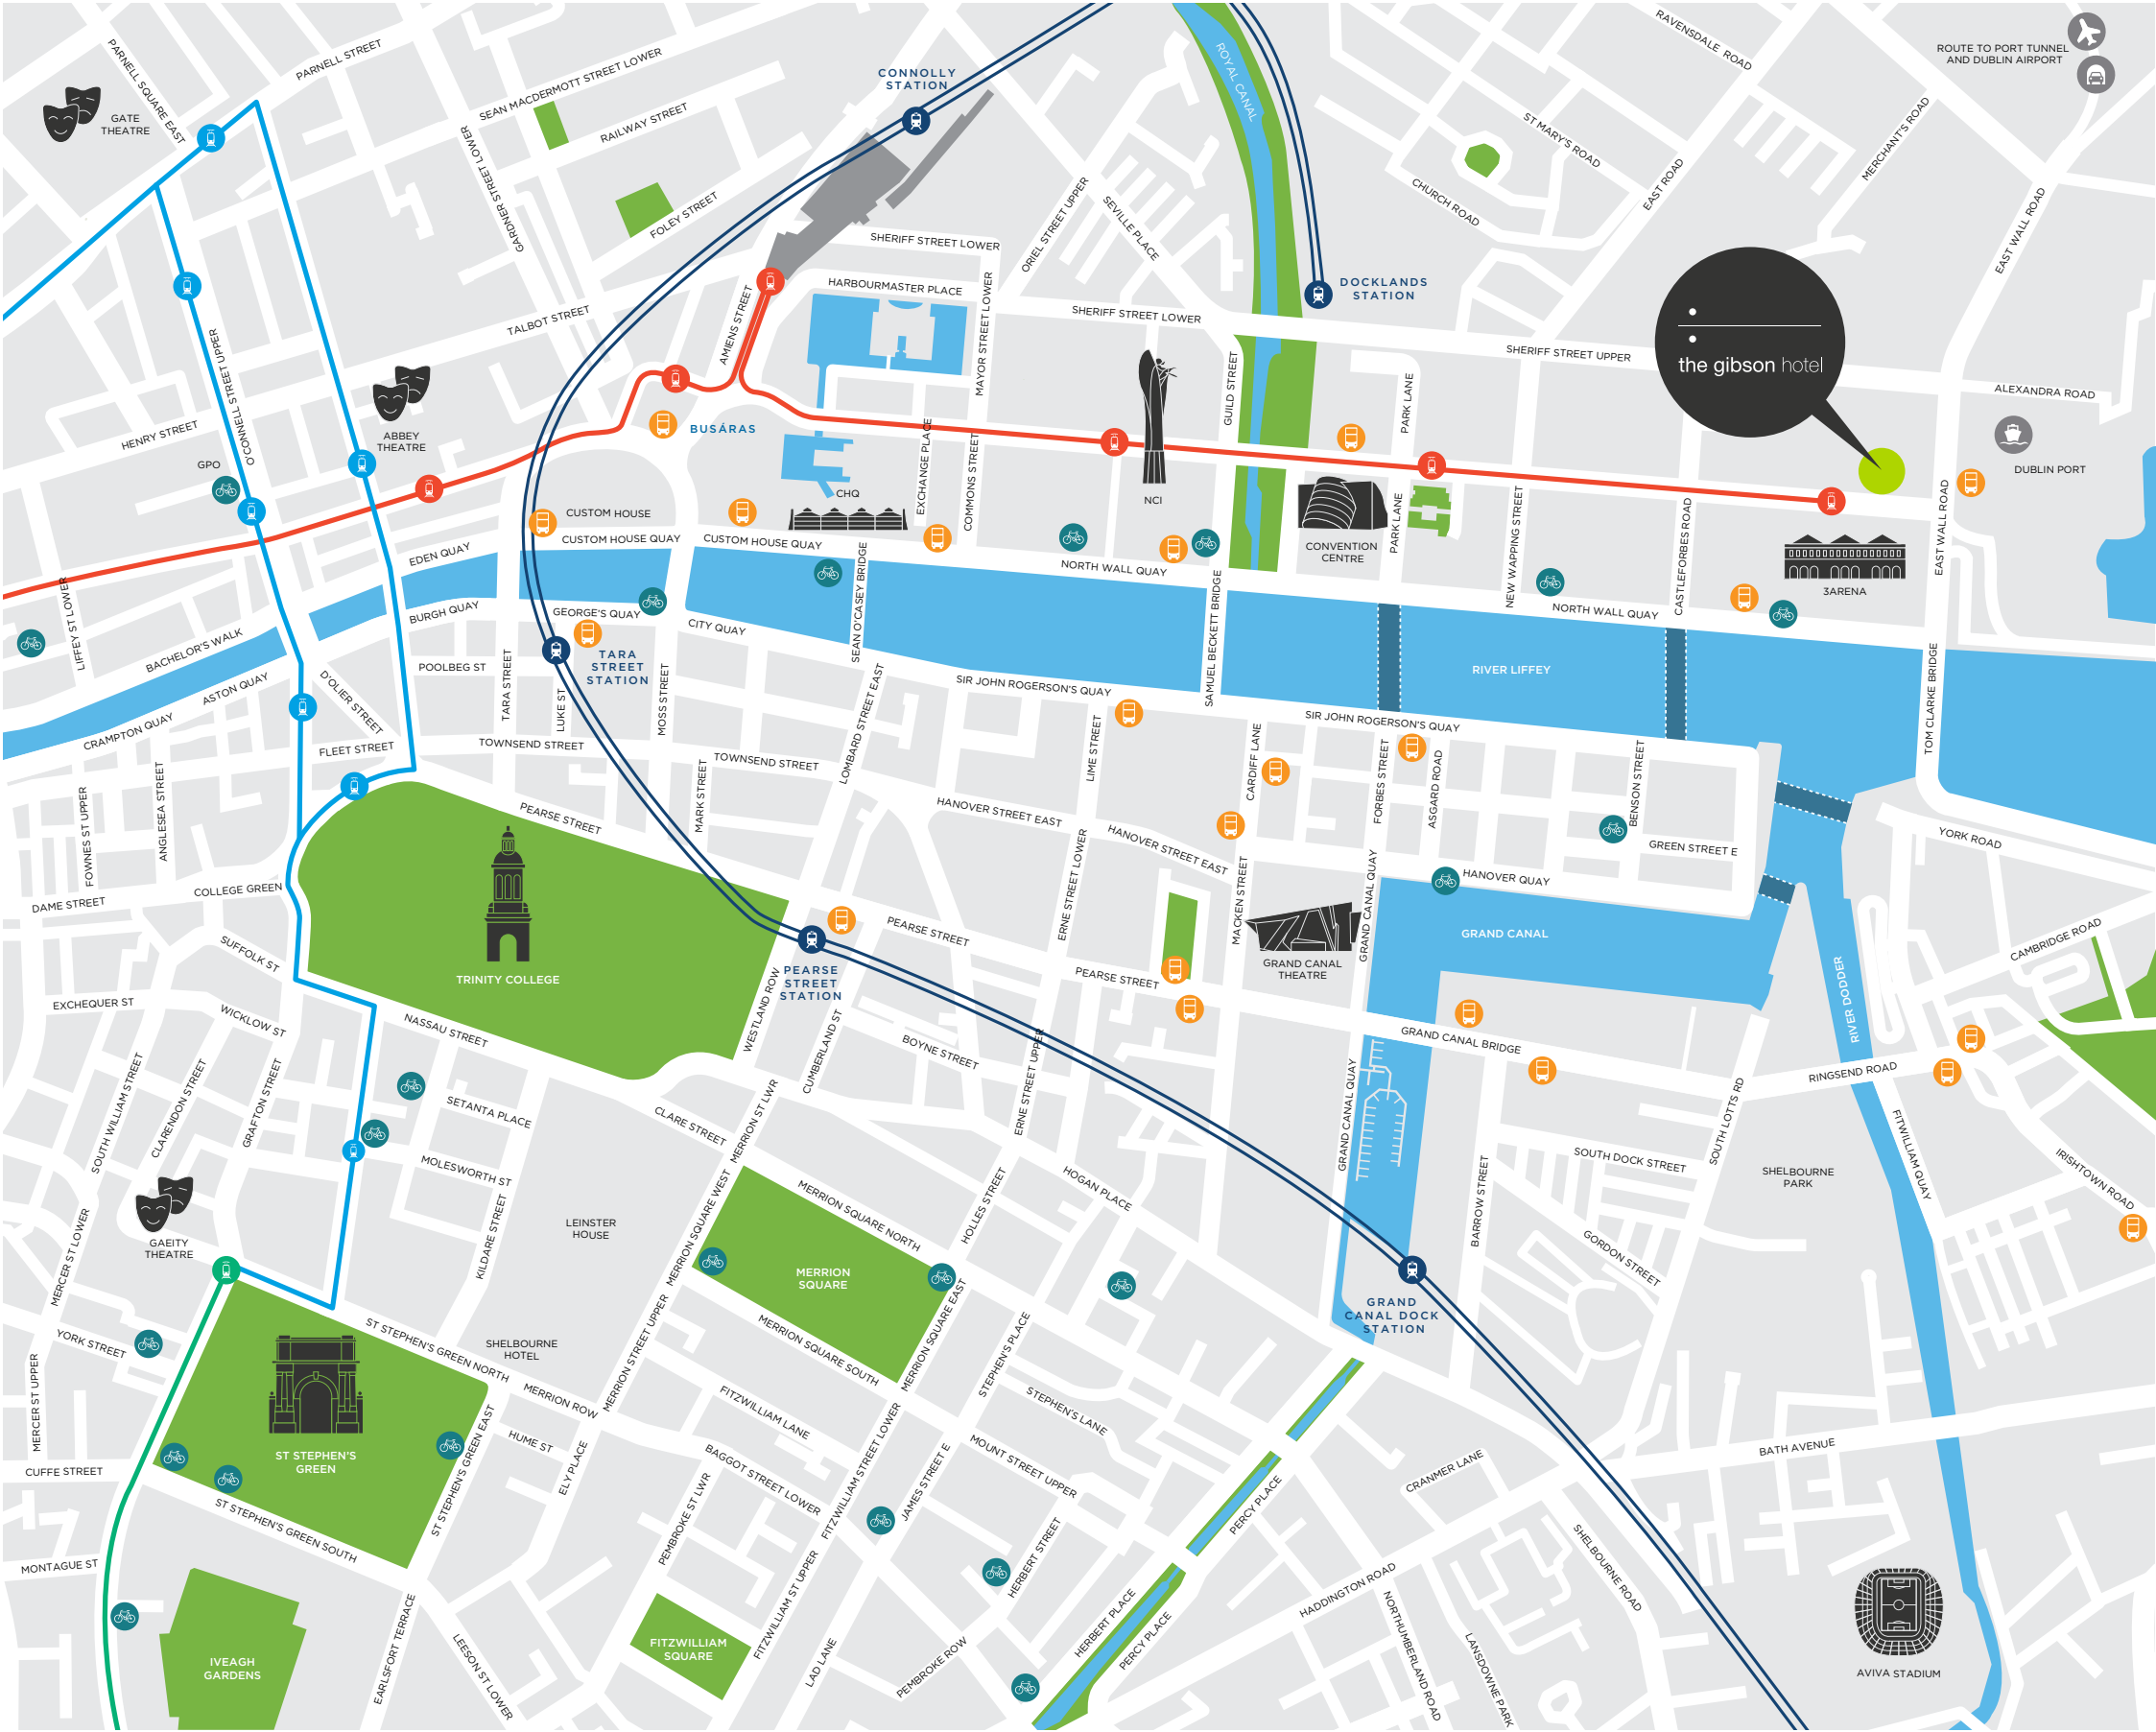 PARNELL SQUARE EAST
PARNELL STREET
SEAN MACDERMOTT STREET LOWER
RAILWAY STREET
FOLEY STREET
GARDNER STREET LOWER
GATE
THEATRE
CONNOLLY
STATION
ROYAL CANAL
RAVENSDALE ROAD
ROUTE TO PORT TUNNEL
AND DUBLIN AIRPORT
ST MARY'S ROAD
MERCHANT'S ROAD
CHURCH ROAD
EAST ROAD
EAST WALL ROAD
ORIEL STREET UPPER
SEVILLE PLACE
SHERIFF STREET LOWER
HARBOURMASTER PLACE
MAYOR STREET LOWER
SHERIFF STREET LOWER
DOCKLANDS
STATION
SHERIFF STREET UPPER
the gibson hotel
ALEXANDRA ROAD
DUBLIN PORT
TALBOT STREET
AMIENS STREET
O'CONNELL STREET UPPER
HENRY STREET
ABBEY
THEATRE
GPO
BUSÁRAS
EXCHANGE PLACE
COMMONS STREET
GUILD STREET
PARK LANE
CHQ
NCI
CONVENTION
CENTRE
PARK LANE
NEW WAPPING STREET
CASTLEFORBES ROAD
EAST WALL ROAD
3ARENA
CUSTOM HOUSE
CUSTOM HOUSE QUAY
CUSTOM HOUSE QUAY
EDEN QUAY
NORTH WALL QUAY
NORTH WALL QUAY
LIFFEY ST LOWER
BACHELOR'S WALK
BURGH QUAY
GEORGE'S QUAY
CITY QUAY
SEAN O'CASEY BRIDGE
SAMUEL BECKETT BRIDGE
RIVER LIFFEY
TOM CLARKE BRIDGE
ASTON QUAY
CRAMPTON QUAY
D'OLIER STREET
POOLBEG ST
TARA STREET
LUKE ST
TARA
STREET
STATION
MOSS STREET
SIR JOHN ROGERSON'S QUAY
SIR JOHN ROGERSON'S QUAY
FLEET STREET
TOWNSEND STREET
TOWNSEND STREET
LOMBARD STREET EAST
LIME STREET
CARDIFF LANE
FORBES STREET
ASGARD ROAD
BENSON STREET
FOWNES ST UPPER
ANGLESEA STREET
PEARSE STREET
MARK STREET
HANOVER STREET EAST
HANOVER STREET EAST
GREEN STREET E
YORK ROAD
DAME STREET
COLLEGE GREEN
TRINITY COLLEGE
PEARSE STREET
PEARSE STREET
ERNE STREET LOWER
MACKEN STREET
GRAND CANAL QUAY
HANOVER QUAY
GRAND CANAL
GRAND CANAL
THEATRE
CAMBRIDGE ROAD
RIVER DODDER
SUFFOLK ST
EXCHEQUER ST
WICKLOW ST
NASSAU STREET
WESTLAND ROW
PEARSE
STREET
STATION
CUMBERLAND ST
BOYNE STREET
ERNE STREET UPPER
GRAND CANAL BRIDGE
GRAND CANAL QUAY
RINGSEND ROAD
SOUTH WILLIAM STREET
CLARENDON STREET
GRAFTON STREET
SETANTA PLACE
MOLESWORTH ST
KILDARE STREET
CLARE STREET
MERRION ST LWR
MERRION SQUARE WEST
MERRION SQUARE NORTH
HOLLES STREET
HOGAN PLACE
BARROW STREET
SOUTH DOCK STREET
SOUTH LOTTS RD
SHELBOURNE
PARK
FITWILLIAM QUAY
IRISHTOWN ROAD
GAEITY
THEATRE
LEINSTER
HOUSE
MERCER ST LOWER
MERRION
SQUARE
GORDON STREET
GRAND
CANAL DOCK
STATION
YORK STREET
MERCER ST UPPER
ST STEPHEN'S GREEN NORTH
SHELBOURNE
HOTEL
MERRION STREET UPPER
MERRION SQUARE SOUTH
MERRION SQUARE EAST
STEPHEN'S PLACE
STEPHEN'S LANE
MERRION ROW
FITZWILLIAM LANE
ST STEPHEN'S
GREEN
CUFFE STREET
ST STEPHEN'S GREEN EAST
HUME ST
ELY PLACE
BAGGOT STREET LOWER
FITZWILLIAM STREET LOWER
JAMES STREET E
MOUNT STREET UPPER
PERCY PLACE
CRANMER LANE
BATH AVENUE
ST STEPHEN'S GREEN SOUTH
MONTAGUE ST
PEMBROKE ST LWR
FITZWILLIAM ST UPPER
HERBERT STREET
HERBERT PLACE
PERCY PLACE
HADDINGTON ROAD
SHELBOURNE ROAD
NORTHUMBERLAND ROAD
LANSDOWNE PARK
IVEAGH
GARDENS
EARLSFORT TERRACE
LEESON ST LOWER
FITZWILLIAM
SQUARE
LAD LANE
PEMBROKE ROW
AVIVA STADIUM